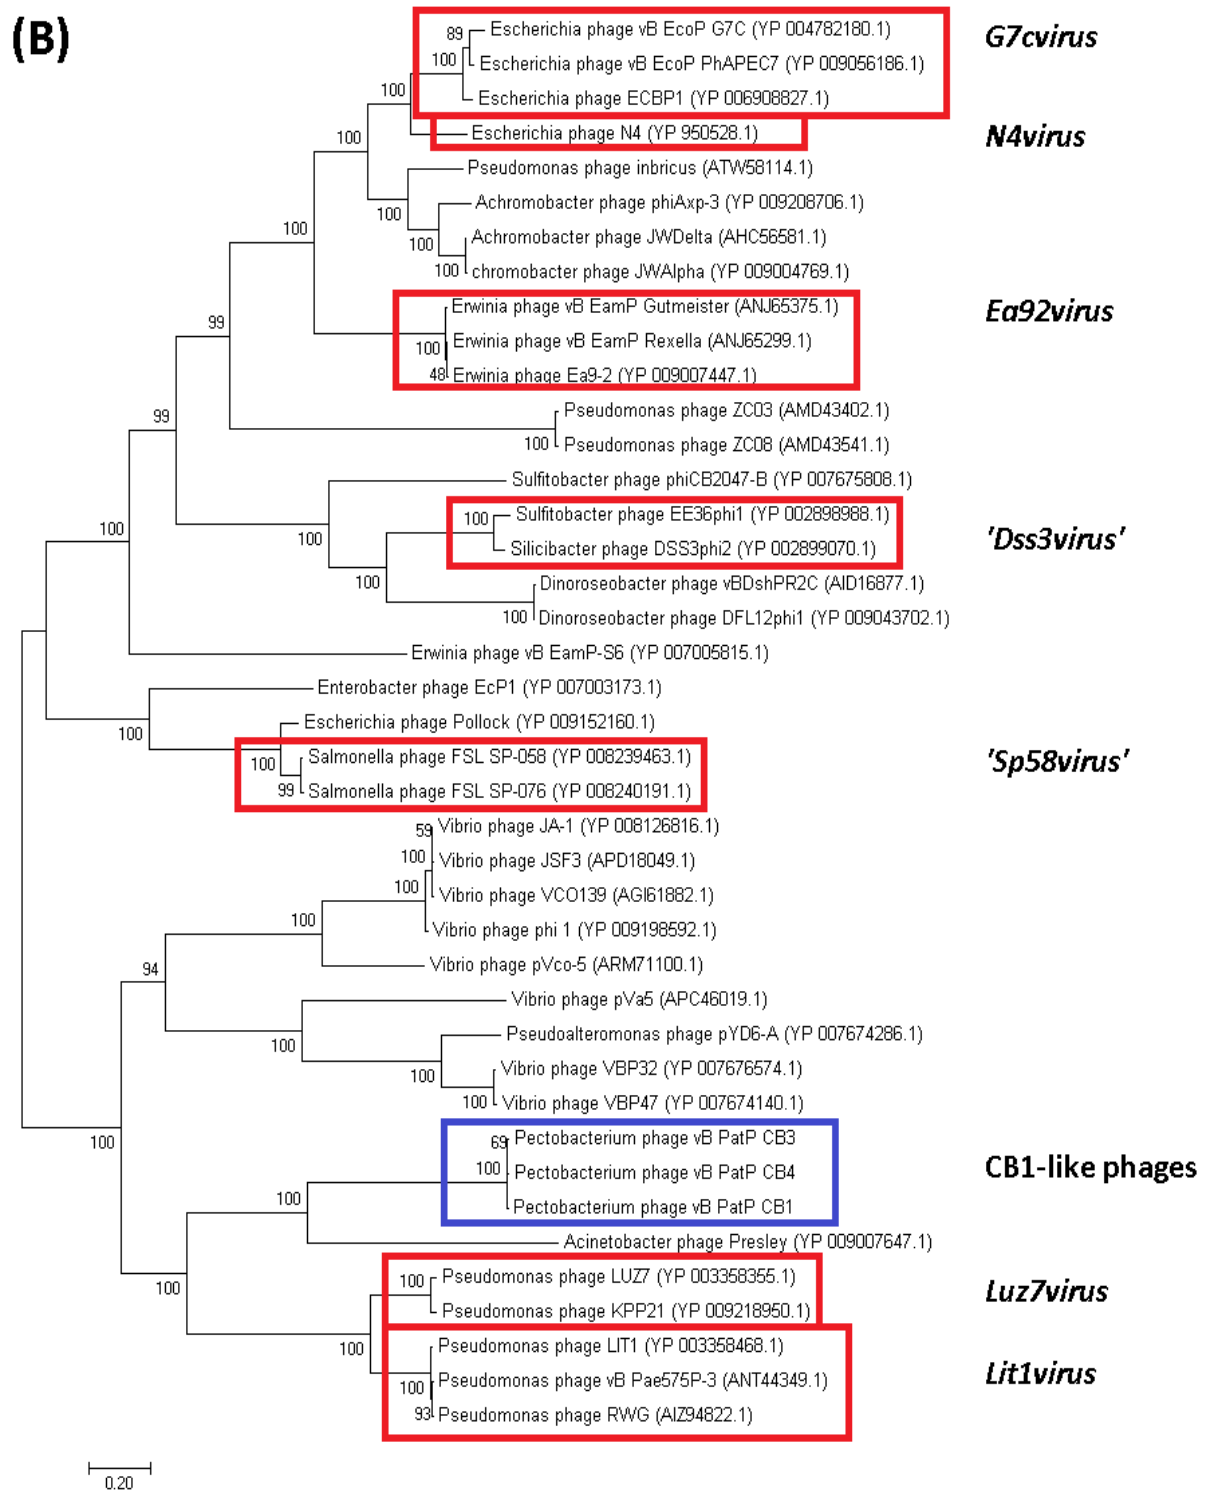 (B)
89
Escherichia phage vB EcoP G7C (YP 004782180.1)
G7cvirus
100
Escherichia phage vB EcoP PhAPEC7 (YP 009056186.1)
100
Escherichia phage ECBP1 (YP 006908827.1)
100
Escherichia phage N4 (YP 950528.1)
N4virus
Pseudomonas phage inbricus (ATW58114.1)
100
Achromobacter phage phiAxp-3 (YP 009208706.1)
100
Achromobacter phage JWDelta (AHC56581.1)
100
100
chromobacter phage JWAlpha (YP 009004769.1)
Erwinia phage vB EamP Gutmeister (ANJ65375.1)
Ea92virus
99
100
Erwinia phage vB EamP Rexella (ANJ65299.1)
48
Erwinia phage Ea9-2 (YP 009007447.1)
99
Pseudomonas phage ZC03 (AMD43402.1)
100
Pseudomonas phage ZC08 (AMD43541.1)
Sulfitobacter phage phiCB2047-B (YP 007675808.1)
100
100
Sulfitobacter phage EE36phi1 (YP 002898988.1)
'Dss3virus'
100
Silicibacter phage DSS3phi2 (YP 002899070.1)
100
Dinoroseobacter phage vBDshPR2C (AID16877.1)
100
Dinoroseobacter phage DFL12phi1 (YP 009043702.1)
Erwinia phage vB EamP-S6 (YP 007005815.1)
Enterobacter phage EcP1 (YP 007003173.1)
100
Escherichia phage Pollock (YP 009152160.1)
100
Salmonella phage FSL SP-058 (YP 008239463.1)
'Sp58virus'
99
Salmonella phage FSL SP-076 (YP 008240191.1)
59
Vibrio phage JA-1 (YP 008126816.1)
100
Vibrio phage JSF3 (APD18049.1)
100
Vibrio phage VCO139 (AGI61882.1)
100
Vibrio phage phi 1 (YP 009198592.1)
94
Vibrio phage pVco-5 (ARM71100.1)
Vibrio phage pVa5 (APC46019.1)
100
Pseudoalteromonas phage pYD6-A (YP 007674286.1)
100
Vibrio phage VBP32 (YP 007676574.1)
100
Vibrio phage VBP47 (YP 007674140.1)
100
69
Pectobacterium phage vB PatP CB3
100
Pectobacterium phage vB PatP CB4
CB1-like phages
100
Pectobacterium phage vB PatP CB1
Acinetobacter phage Presley (YP 009007647.1)
100
100
Pseudomonas phage LUZ7 (YP 003358355.1)
Luz7virus
Pseudomonas phage KPP21 (YP 009218950.1)
100
Pseudomonas phage LIT1 (YP 003358468.1)
Lit1virus
100
Pseudomonas phage vB Pae575P-3 (ANT44349.1)
93
Pseudomonas phage RWG (AIZ94822.1)
0.20